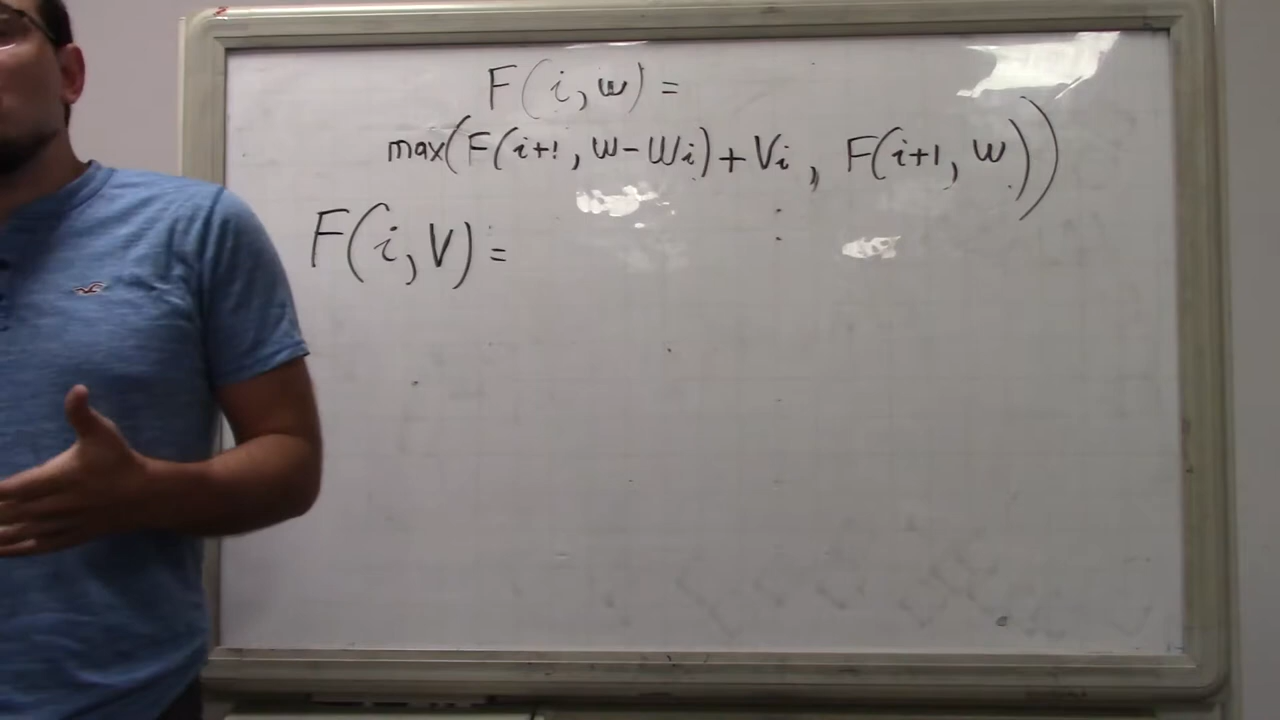 F(i, w) =
max(F(i+1, w-wi)+Vi, F(i+1, w))
F(i, V) =